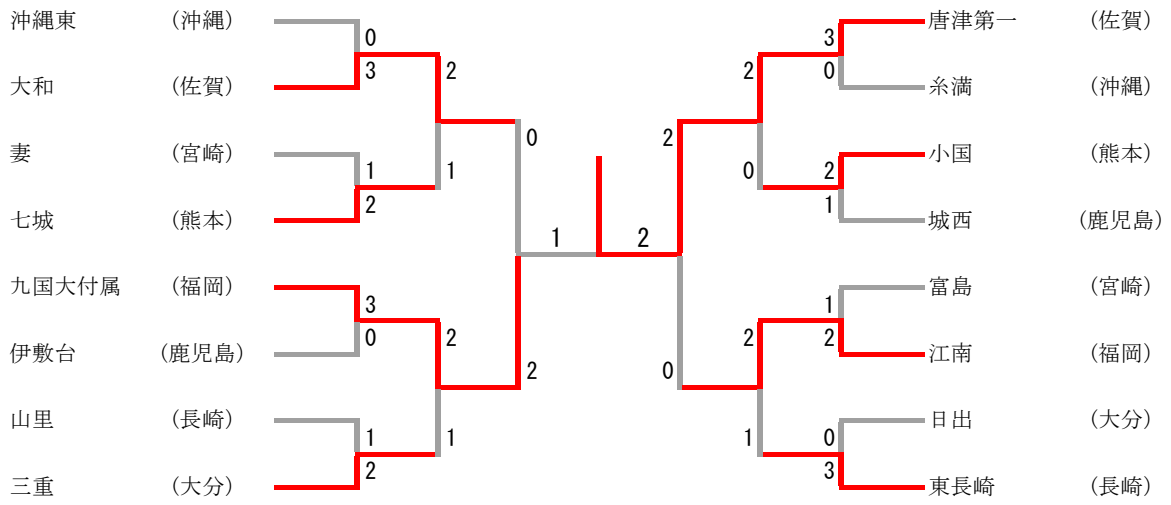 沖縄東 (沖縄) 唐津第一 (佐賀)
0 3
大和 (佐賀) 3 2 2 0 糸満 (沖縄)
0 2
妻 (宮崎) 小国 (熊本)
1 1 0 2
七城 (熊本) 2 1 城西 (鹿児島)
1 2
九国大付属 (福岡) 富島 (宮崎)
3 1
伊敷台 (鹿児島) 0 2 2 2 江南 (福岡)
2 0
山里 (長崎) 日出 (大分)
1 1 1 0
三重 (大分) 2 3 東長崎 (長崎)